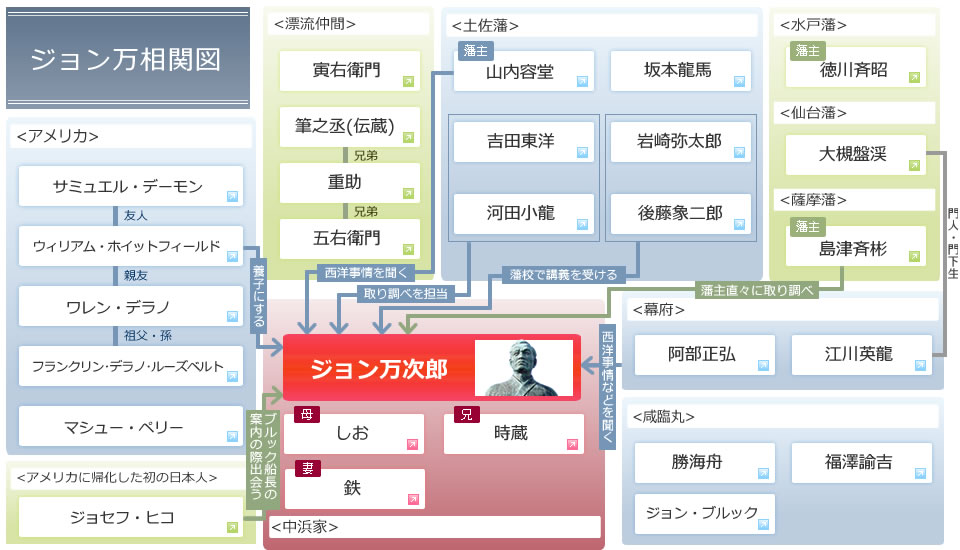 ジョン万相関図
<アメリカ>
サミュエル・デーモン
友人
ウィリアム・ホイットフィールド
親友
ワレン・デラノ
祖父・孫
フランクリン・デラノ・ルーズベルト
マシュー・ペリー
<アメリカに帰化した初の日本人>
ジョセフ・ヒコ
養子にする
ブルック船長の
案内の際出会う
<漂流仲間>
寅右衛門
筆之丞(伝蔵)
兄弟
重助
兄弟
五右衛門
<土佐藩>
藩主
山内容堂
坂本龍馬
吉田東洋
岩崎弥太郎
河田小龍
後藤象二郎
西洋事情を聞く
取り調べを担当
藩校で講義を受ける
<水戸藩>
藩主
徳川斉昭
<仙台藩>
大槻盤渓
<薩摩藩>
藩主
島津斉彬
門人・門下生
藩主直々に取り調べ
<幕府>
阿部正弘
江川英龍
西洋事情などを聞く
<咸臨丸>
勝海舟
福澤諭吉
ジョン・ブルック
ジョン万次郎
母
しお
兄
時蔵
妻
鉄
<中浜家>